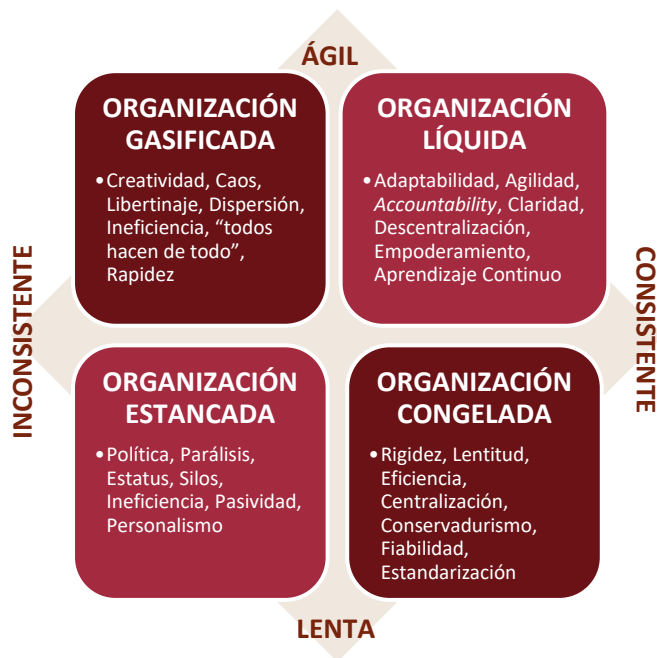 ÁGIL
ORGANIZACIÓN
GASIFICADA
•Creatividad, Caos,
Libertinaje, Dispersión,
Ineficiencia, “todos
hacen de todo”,
Rapidez
ORGANIZACIÓN
LÍQUIDA
•Adaptabilidad, Agilidad,
Accountability, Claridad,
Descentralización,
Empoderamiento,
Aprendizaje Continuo
INCONSISTENTE
CONSISTENTE
ORGANIZACIÓN
ESTANCADA
•Política, Parálisis,
Estatus, Silos,
Ineficiencia, Pasividad,
Personalismo
ORGANIZACIÓN
CONGELADA
•Rigidez, Lentitud,
Eficiencia,
Centralización,
Conservadurismo,
Fiabilidad,
Estandarización
LENTA